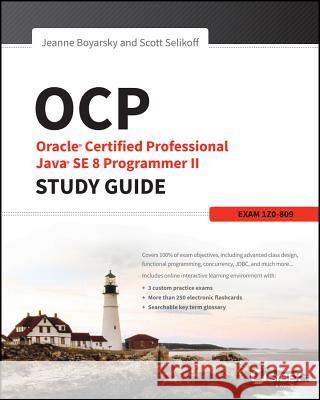 Jeanne Boyarsky and Scott Selikoff
OCP
Oracle® Certified Professional
Java® SE 8 Programmer II
STUDY GUIDE
EXAM 1Z0-809
Covers 100% of exam objectives, including advanced class design,
functional programming, concurrency, JDBC, and much more...
Includes online interactive learning environment with:
+ 3 custom practice exams
+ More than 250 electronic flashcards
+ Searchable key term glossary
SYBEX